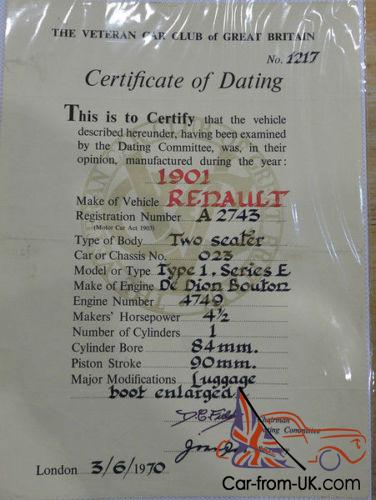 THE VETERAN CAR CLUB of GREAT BRITAIN
No. 1217
Certificate of Dating
This is to Certify that the vehicle
described hereunder, having been examined
by the Dating Committee, was, in their
opinion, manufactured during the year:
1901
Make of Vehicle RENAULT
Registration Number A 2743
(Motor Car Act 1903)
Type of Body Two seater
Car or Chassis No. 023
Model or Type Type 1. Series E
Make of Engine De Dion Bouton
Engine Number 4749
Makers' Horsepower 4½
Number of Cylinders 1
Cylinder Bore 84mm.
Piston Stroke 90mm.
Major Modifications Luggage
boot enlarged
Chairman
Dating Committee
London 3/6/1970
Car-from-UK.com